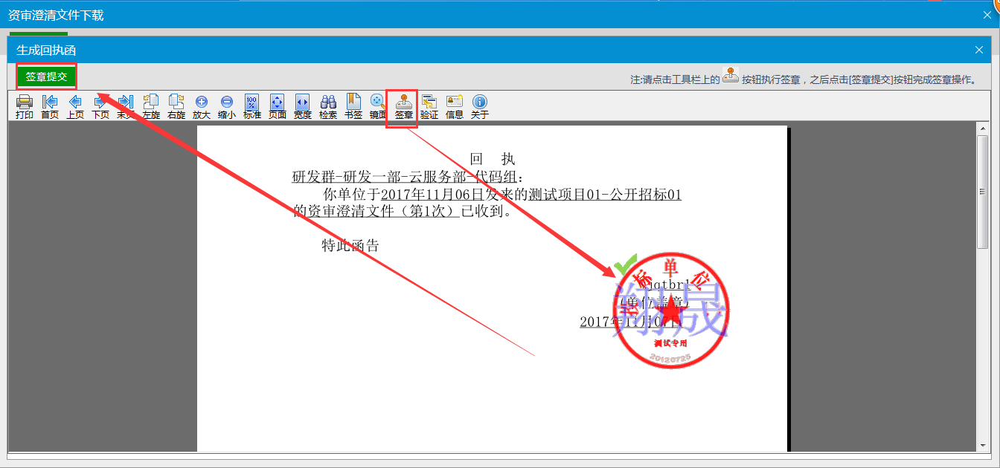 资审澄清文件下载
生成回执函
签章提交
注:请点击工具栏上的 按钮执行签章，之后点击[签章提交]按钮完成签章操作。
打印 首页 上页 下页 末页 左旋 右旋 放大 缩小 标准 页面 宽度 检索 书签 镜面 签章 验证 信息 关于
回 执
研发群-研发一部-云服务部-代码组:
你单位于2017年11月06日发来的测试项目01-公开招标01
的资审澄清文件（第1次）已收到。
特此函告
投标单位
(单位盖章)
翔晟
2017年11月07日
测试专用
20120725